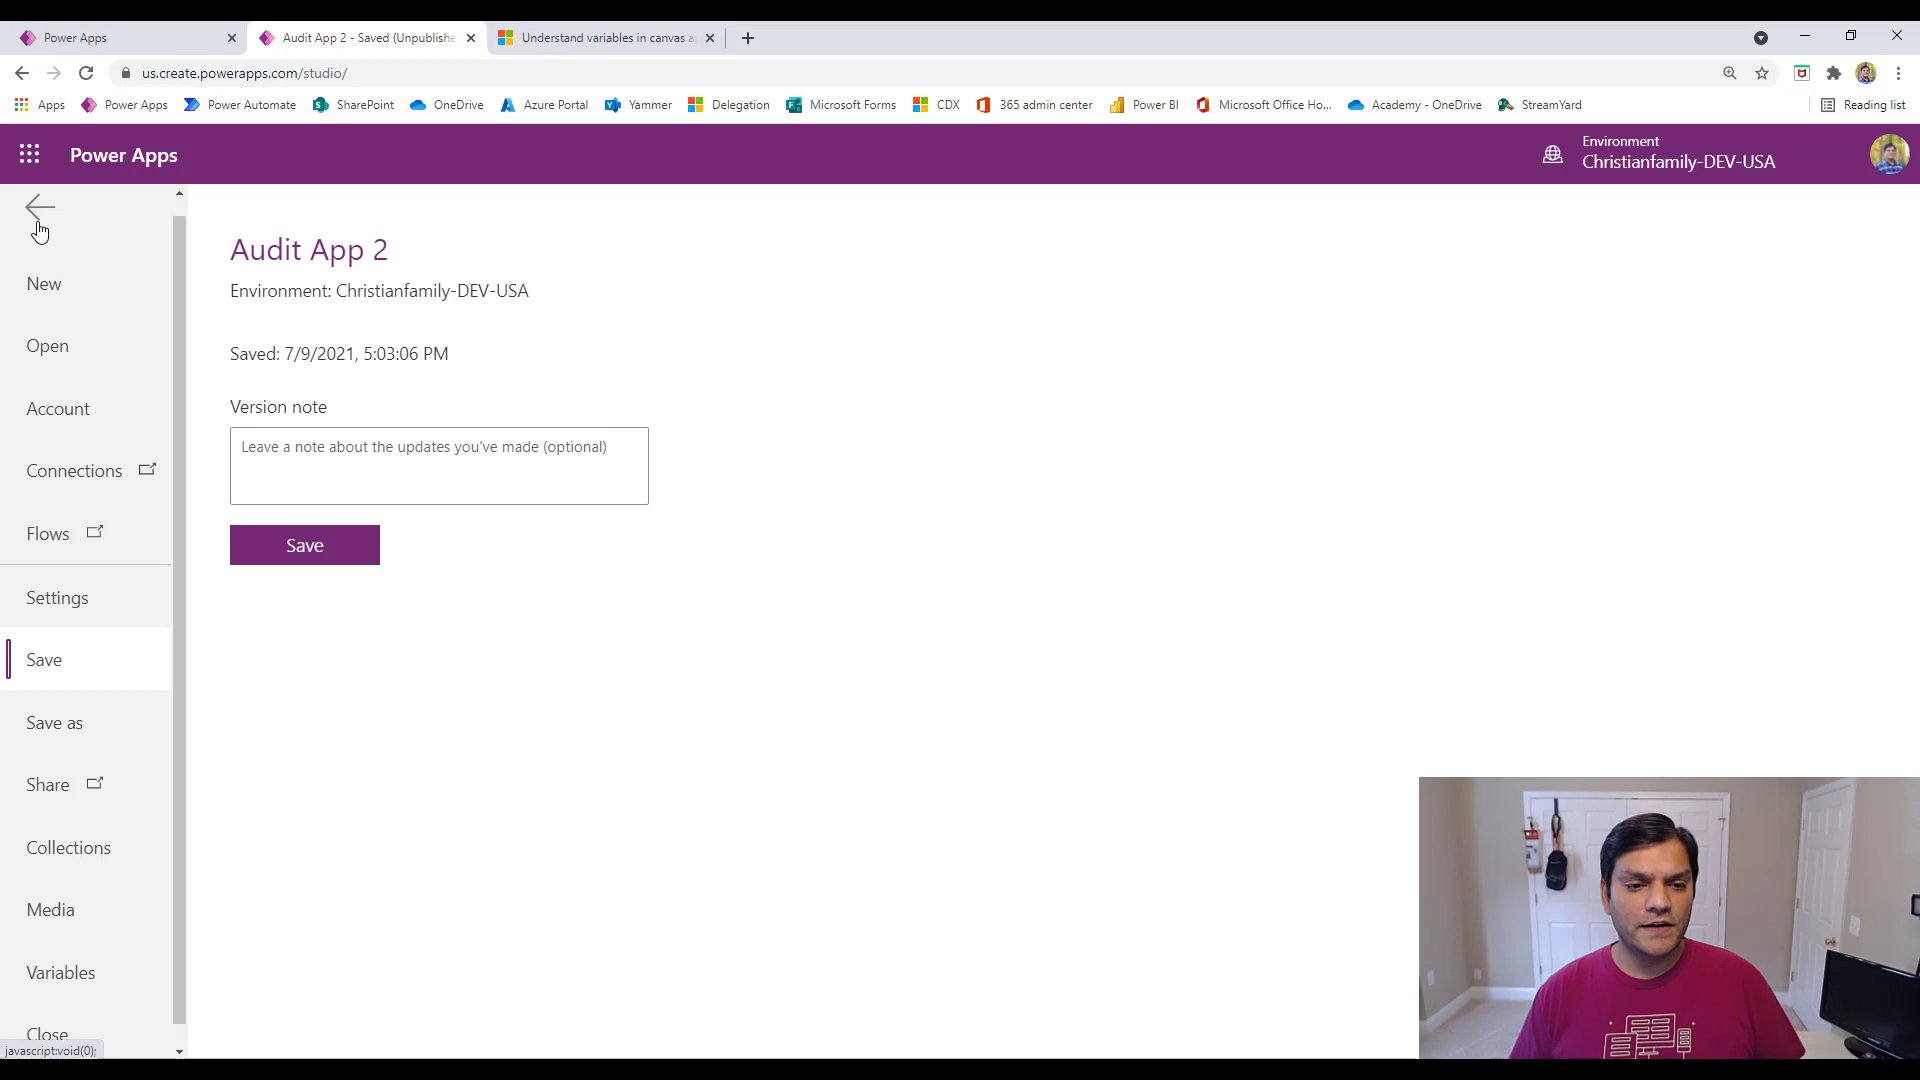 Power Apps
Audit App 2 - Saved (Unpublishe
Understand variables in canvas a
us.create.powerapps.com/studio/
Apps
Power Apps
Power Automate
SharePoint
OneDrive
Azure Portal
Yammer
Delegation
Microsoft Forms
CDX
365 admin center
Power BI
Microsoft Office Ho...
Academy - OneDrive
StreamYard
Reading list
Power Apps
Environment
Christianfamily-DEV-USA
New
Open
Account
Connections
Flows
Settings
Save
Save as
Share
Collections
Media
Variables
Close
javascript:void(0);
Audit App 2
Environment: Christianfamily-DEV-USA
Saved: 7/9/2021, 5:03:06 PM
Version note
Leave a note about the updates you've made (optional)
Save